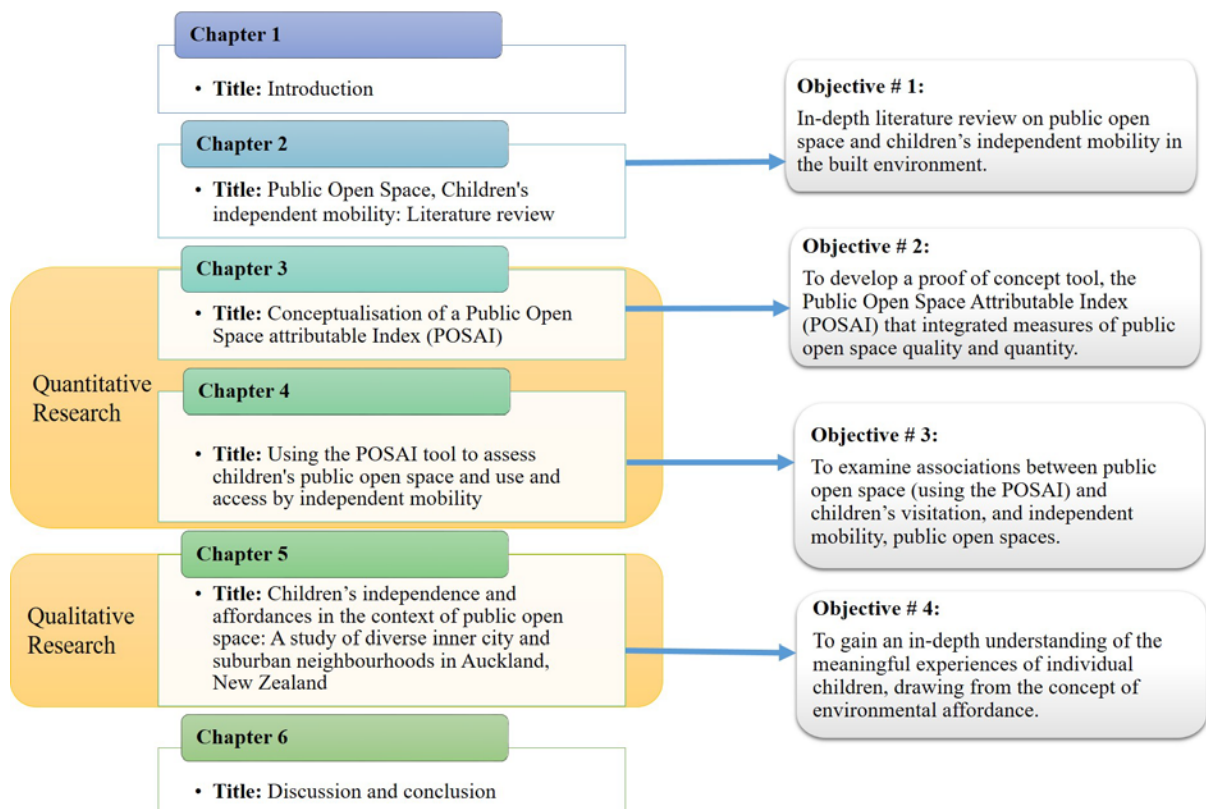 Chapter 1
• Title: Introduction
Objective # 1:
In-depth literature review on public open
space and children’s independent mobility in
the built environment.
Chapter 2
• Title: Public Open Space, Children's
independent mobility: Literature review
Quantitative
Research
Chapter 3
• Title: Conceptualisation of a Public Open
Space attributable Index (POSAI)
Objective # 2:
To develop a proof of concept tool, the
Public Open Space Attributable Index
(POSAI) that integrated measures of public
open space quality and quantity.
Chapter 4
• Title: Using the POSAI tool to assess
children's public open space and use and
access by independent mobility
Objective # 3:
To examine associations between public
open space (using the POSAI) and
children’s visitation, and independent
mobility, public open spaces.
Qualitative
Research
Chapter 5
• Title: Children’s independence and
affordances in the context of public open
space: A study of diverse inner city and
suburban neighbourhoods in Auckland,
New Zealand
Objective # 4:
To gain an in-depth understanding of the
meaningful experiences of individual
children, drawing from the concept of
environmental affordance.
Chapter 6
• Title: Discussion and conclusion